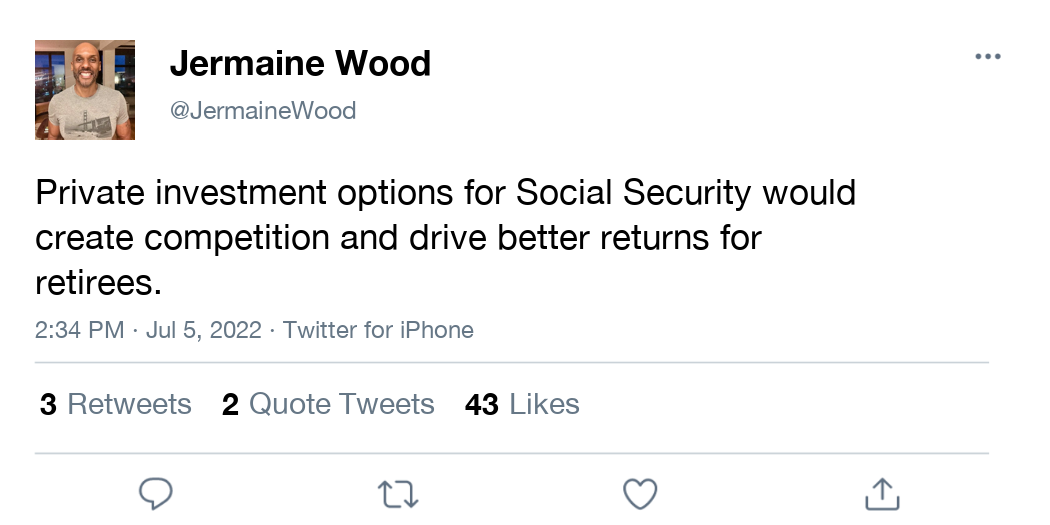 Jermaine Wood
@JermaineWood
Private investment options for Social Security would
create competition and drive better returns for
retirees.
2:34 PM · Jul 5, 2022 · Twitter for iPhone
3 Retweets 2 Quote Tweets 43 Likes